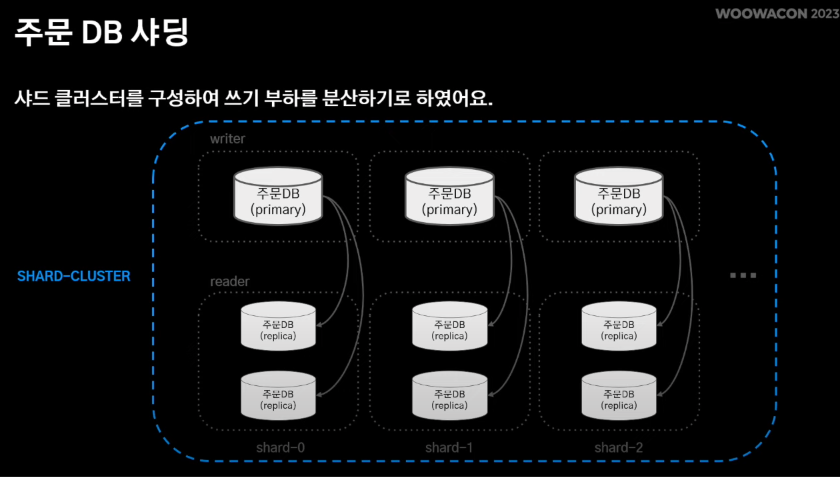 WOOWACON 2023
주문 DB 샤딩
샤드 클러스터를 구성하여 쓰기 부하를 분산하기로 하였어요.
writer
주문DB
(primary)
주문DB
(primary)
주문DB
(primary)
SHARD-CLUSTER
reader
주문DB
(replica)
주문DB
(replica)
주문DB
(replica)
주문DB
(replica)
주문DB
(replica)
주문DB
(replica)
shard-0
shard-1
shard-2